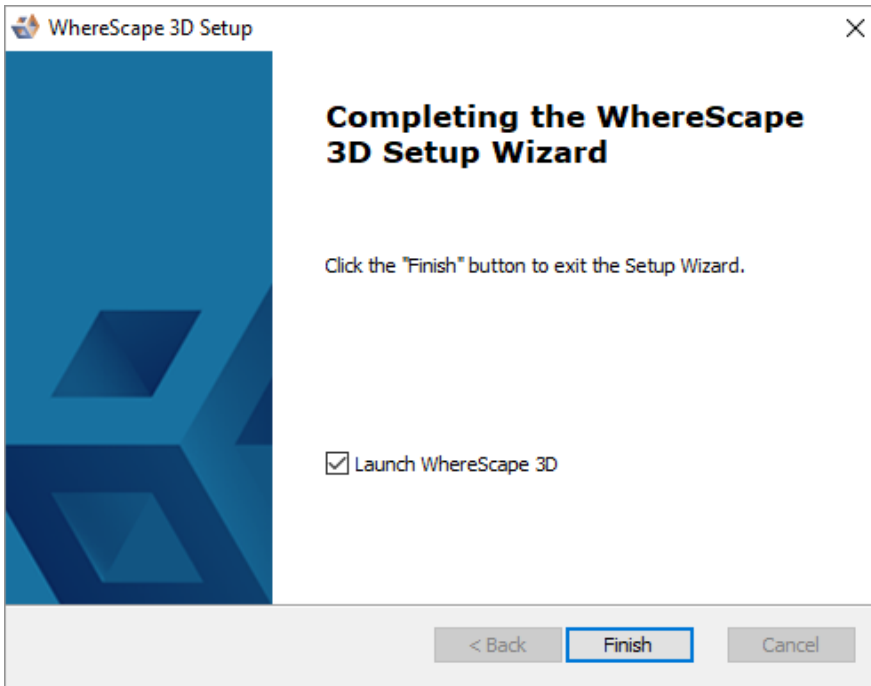 WhereScape 3D Setup
Completing the WhereScape
3D Setup Wizard
Click the "Finish" button to exit the Setup Wizard.
Launch WhereScape 3D
< Back Finish Cancel